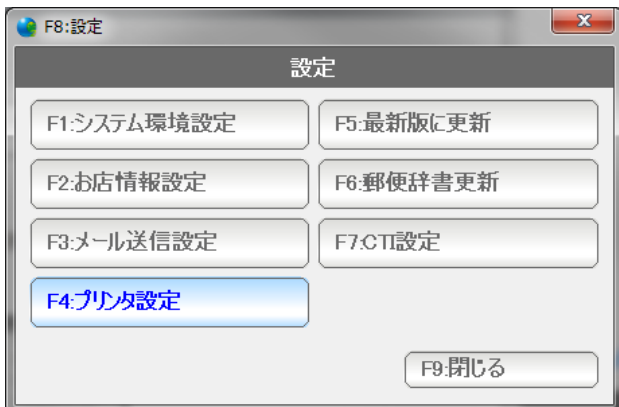 F8:設定
設定
F1:システム環境設定
F2:お店情報設定
F3:メール送信設定
F4:プリンタ設定
F5:最新版に更新
F6:郵便辞書更新
F7:CTI設定
F9:閉じる